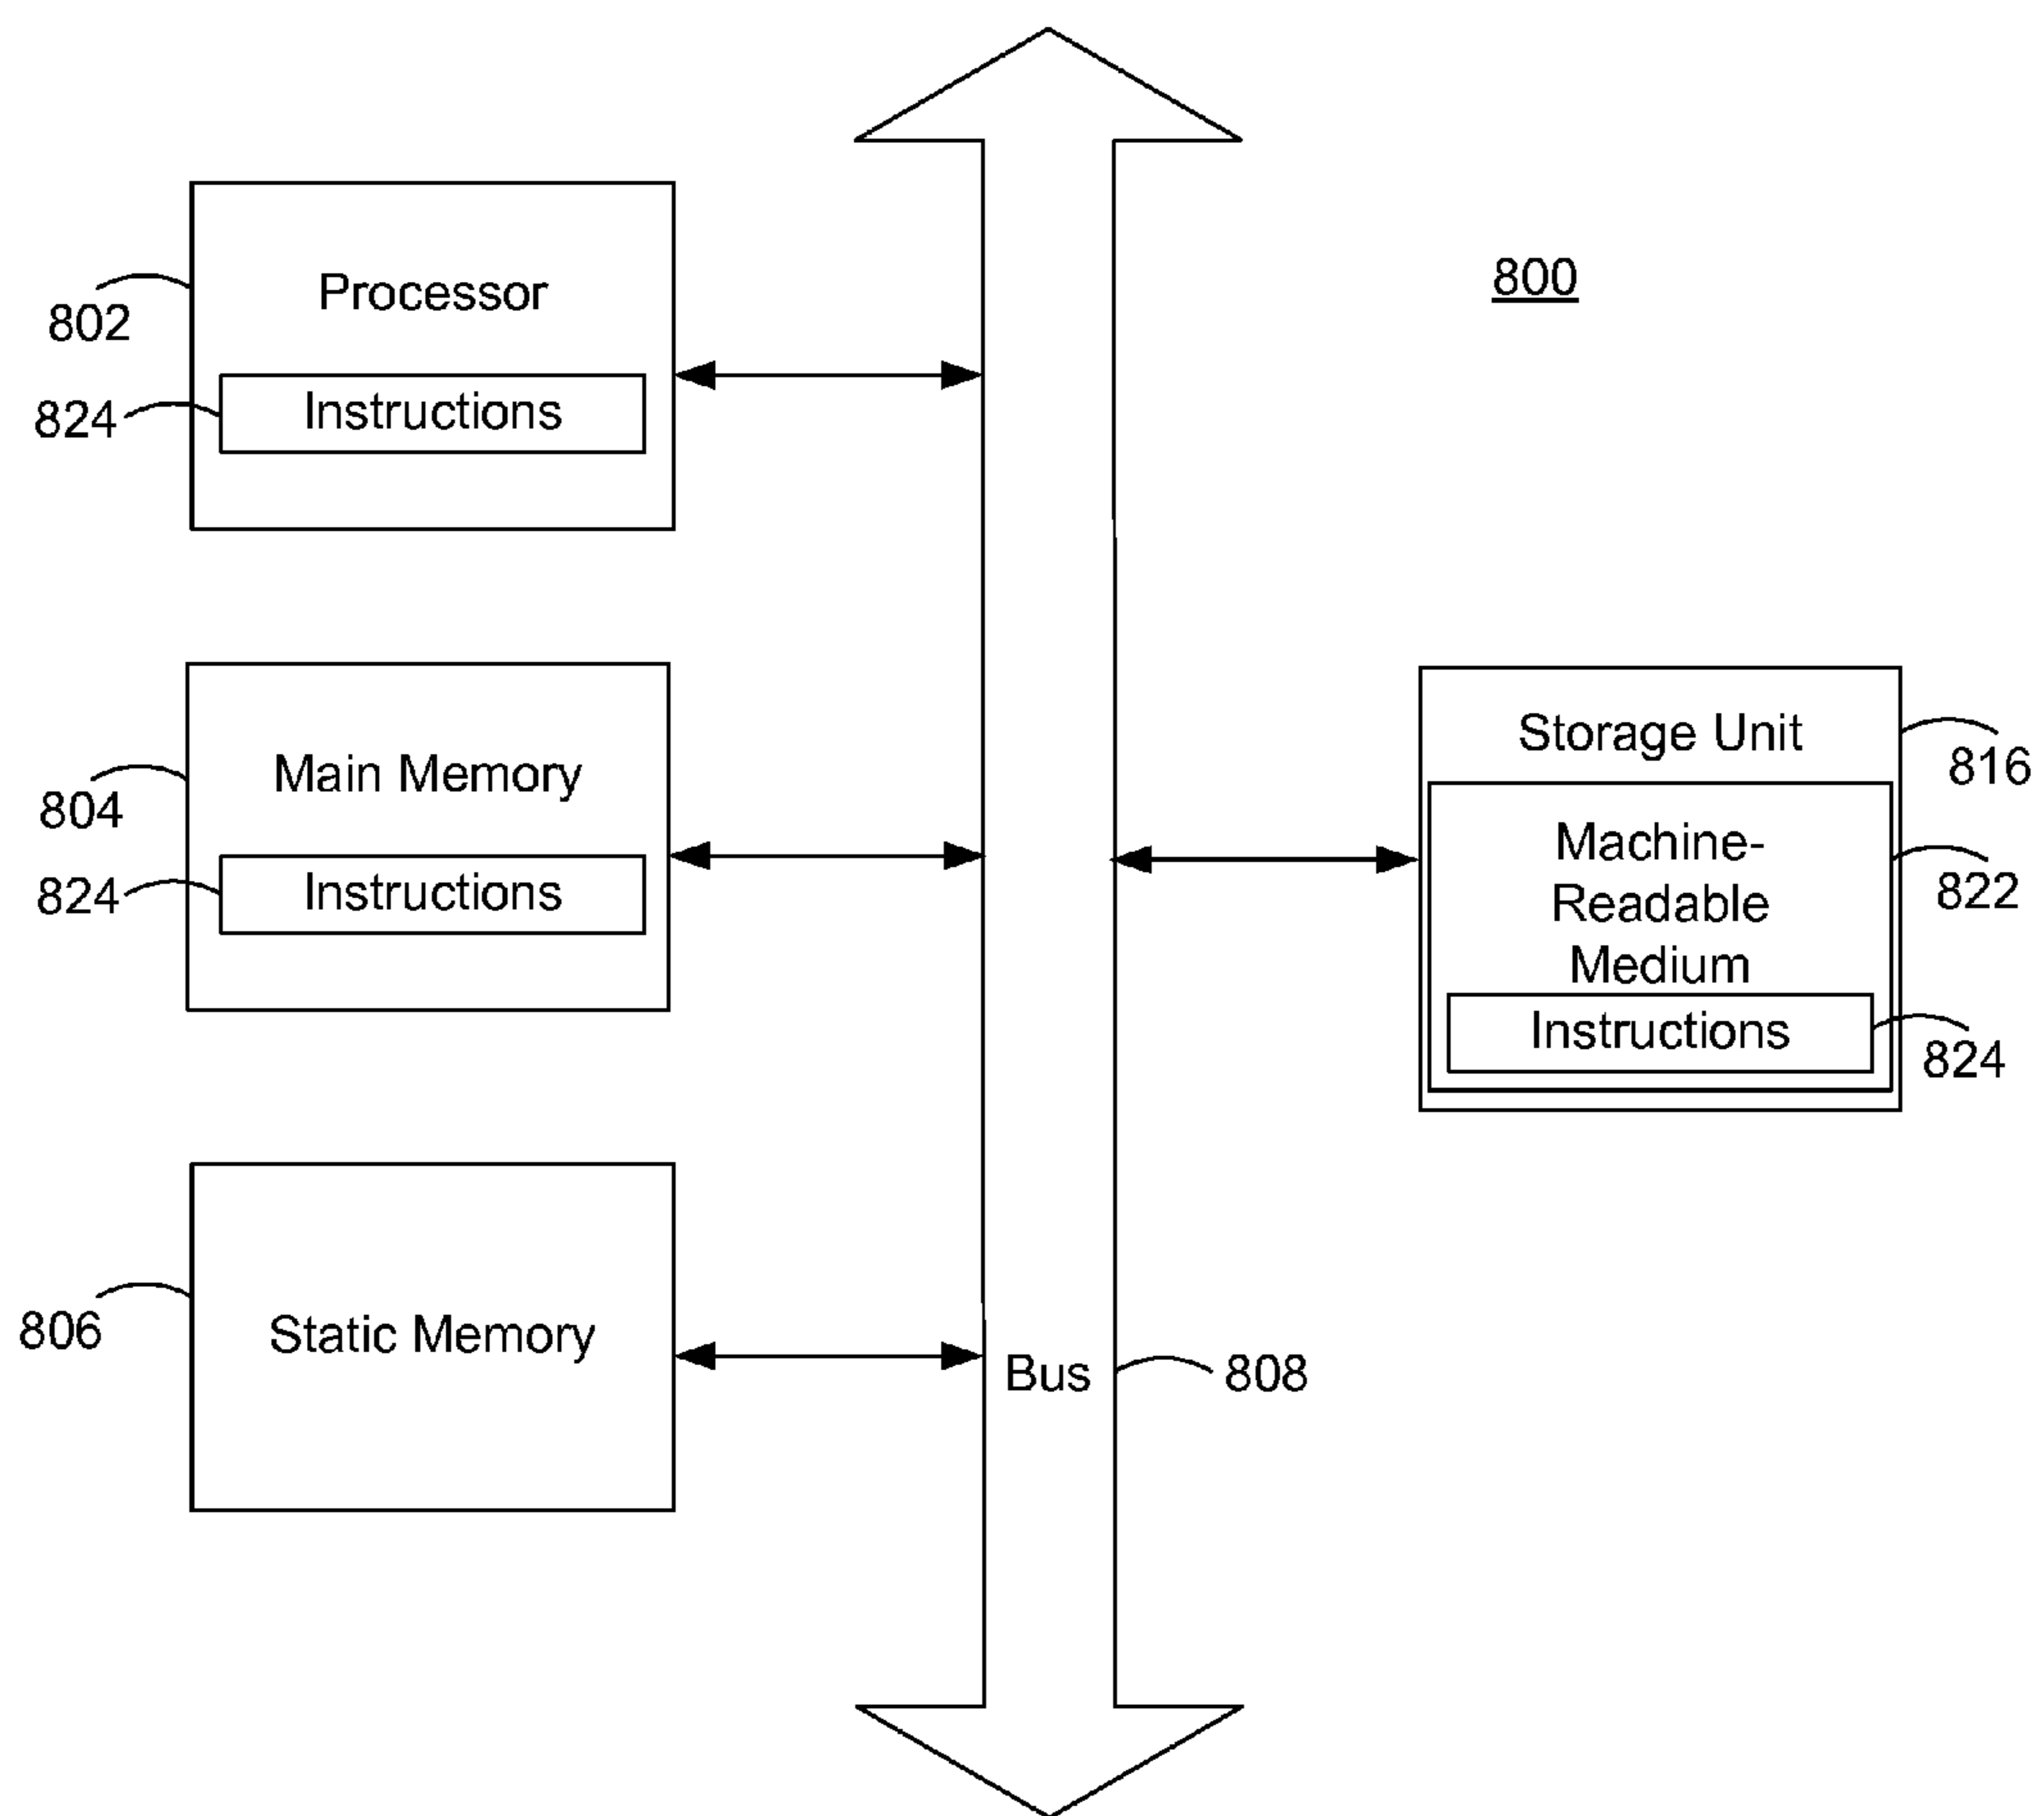 800
Processor
802
Instructions
824
Main Memory
804
Instructions
824
Storage Unit
816
Machine-
Readable
Medium
822
Instructions
824
Static Memory
806
Bus
808